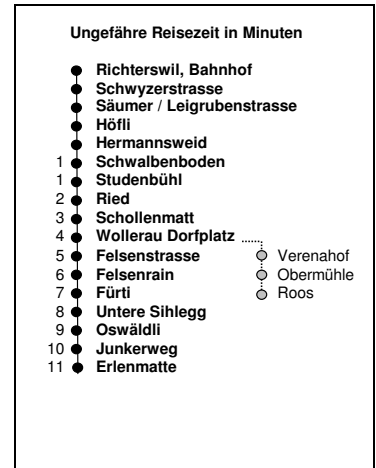 Ungefähre Reisezeit in Minuten
Richterswil, Bahnhof
Schwyzerstrasse
Säumer / Leigrubenstrasse
Höfli
Hermannsweid
1 Schwalbenboden
1 Studenbühl
2 Ried
3 Schollenmatt
4 Wollerau Dorfplatz
5 Felsenstrasse Verenahof
6 Felsenrain Obermühle
7 Fürti Roos
8 Untere Sihlegg
9 Oswäldli
10 Junkerweg
11 Erlenmatte